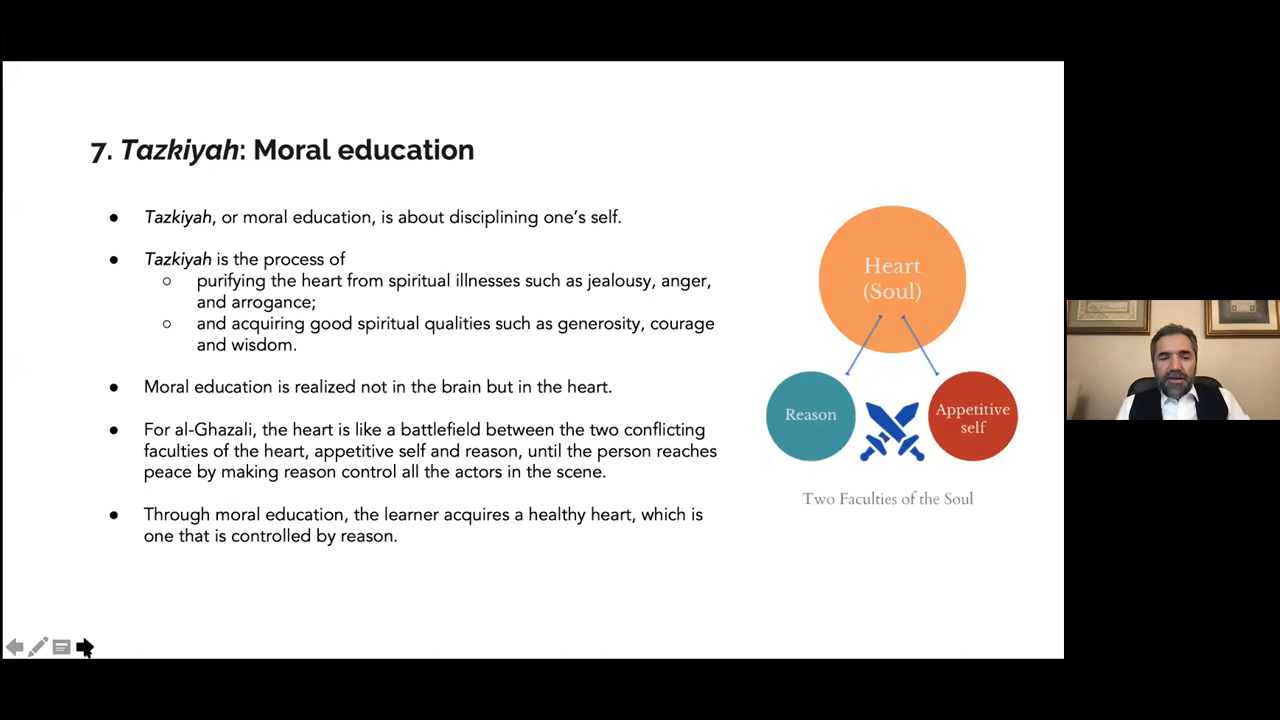 7. Tazkiyah: Moral education
● Tazkiyah, or moral education, is about disciplining one’s self.
● Tazkiyah is the process of
○ purifying the heart from spiritual illnesses such as jealousy, anger,
and arrogance;
○ and acquiring good spiritual qualities such as generosity, courage
and wisdom.
● Moral education is realized not in the brain but in the heart.
● For al-Ghazali, the heart is like a battlefield between the two conflicting
faculties of the heart, appetitive self and reason, until the person reaches
peace by making reason control all the actors in the scene.
● Through moral education, the learner acquires a healthy heart, which is
one that is controlled by reason.
Heart
(Soul)
Reason
Appetitive
self
Two Faculties of the Soul